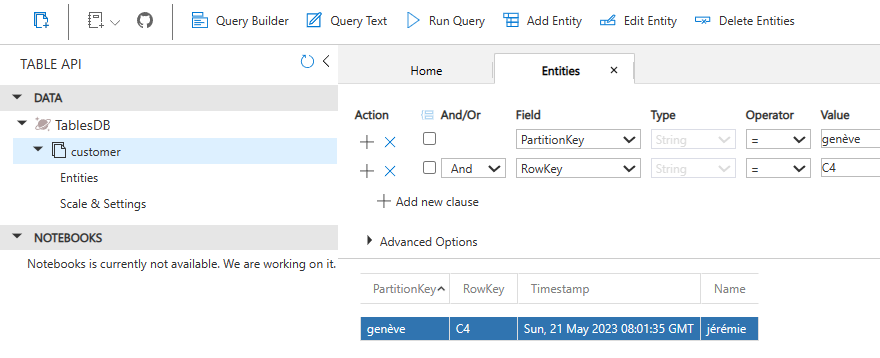 Query Builder Query Text Run Query Add Entity Edit Entity Delete Entities
TABLE API
Home Entities
DATA
TablesDB
customer
Entities
Scale & Settings
NOTEBOOKS
Notebooks is currently not available. We are working on it.
Action And/Or Field Type Operator Value
PartitionKey String = genève
And RowKey String = C4
Add new clause
Advanced Options
PartitionKey RowKey Timestamp Name
genève C4 Sun, 21 May 2023 08:01:35 GMT jérémie